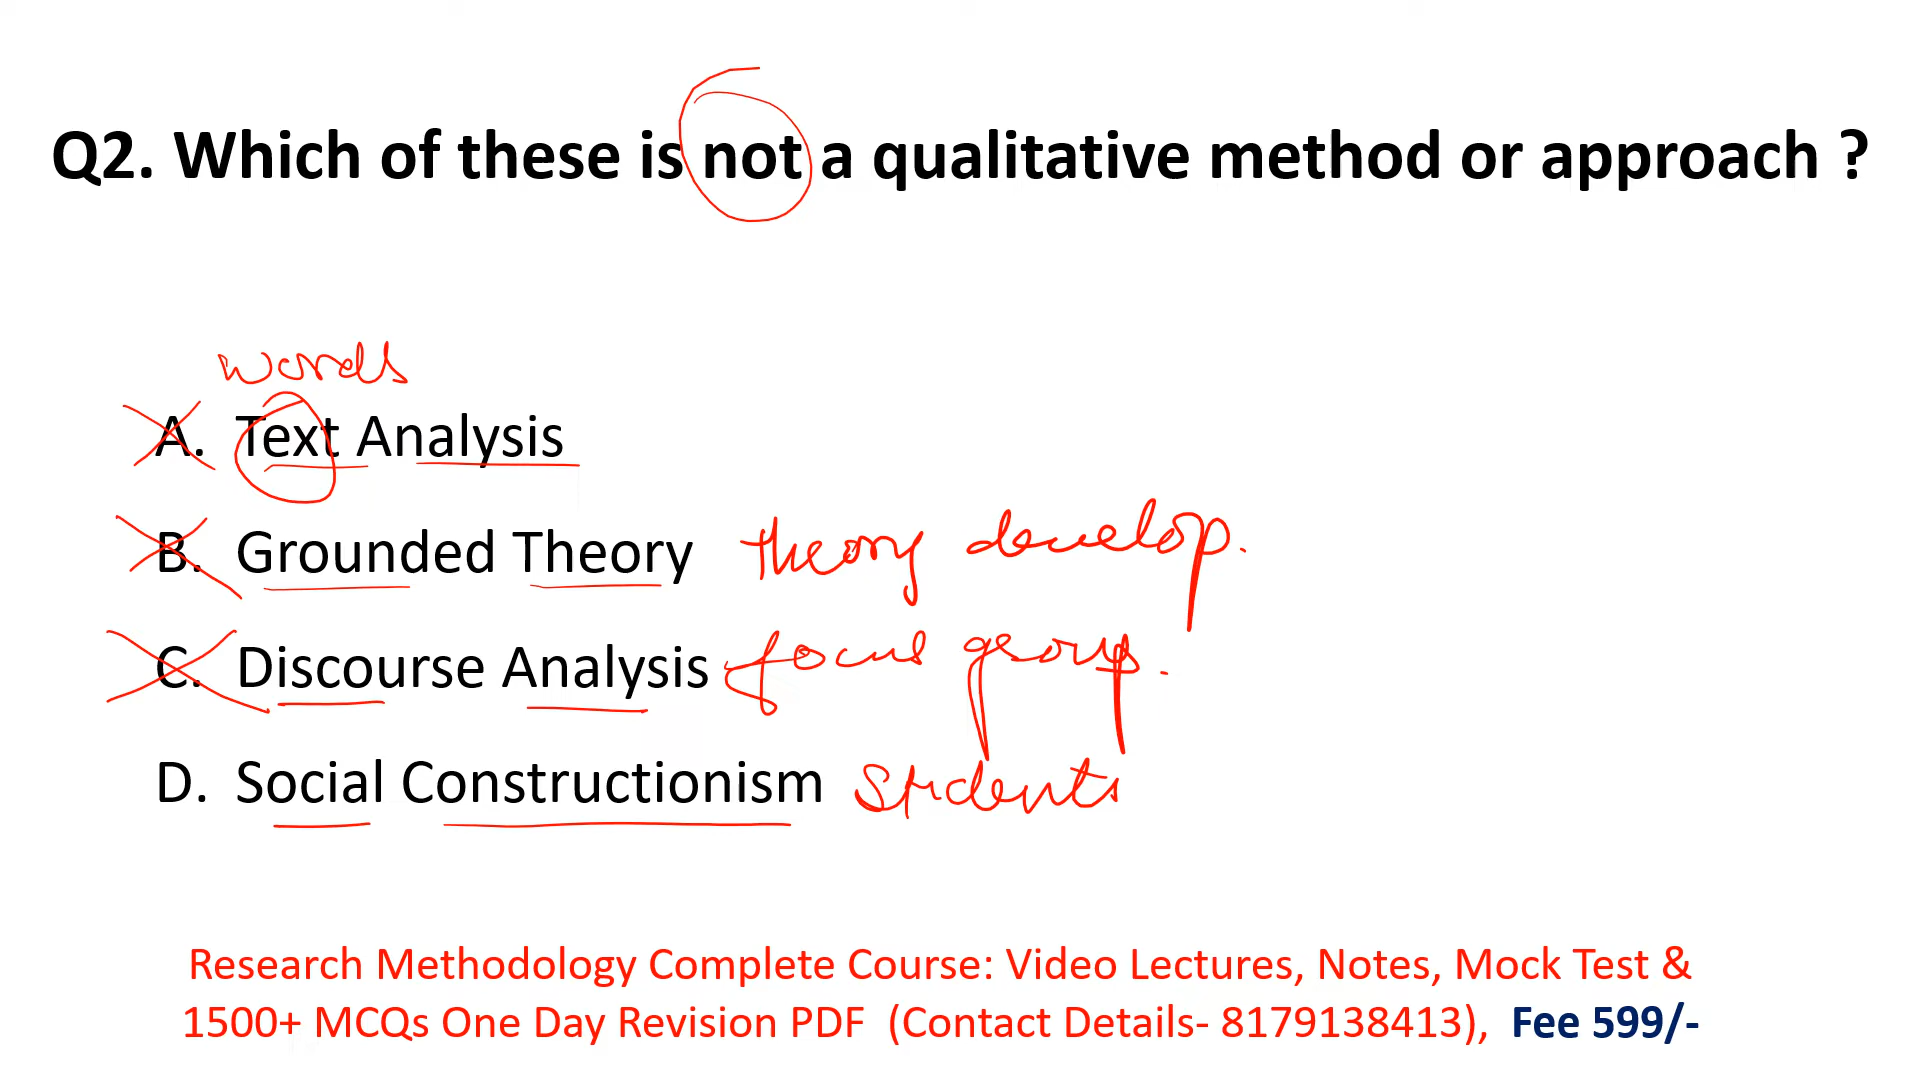 Q2. Which of these is not a qualitative method or approach ?
words
A. Text Analysis
B. Grounded Theory theory develop.
C. Discourse Analysis focus group.
D. Social Constructionism Students
Research Methodology Complete Course: Video Lectures, Notes, Mock Test &
1500+ MCQs One Day Revision PDF (Contact Details- 8179138413), Fee 599/-